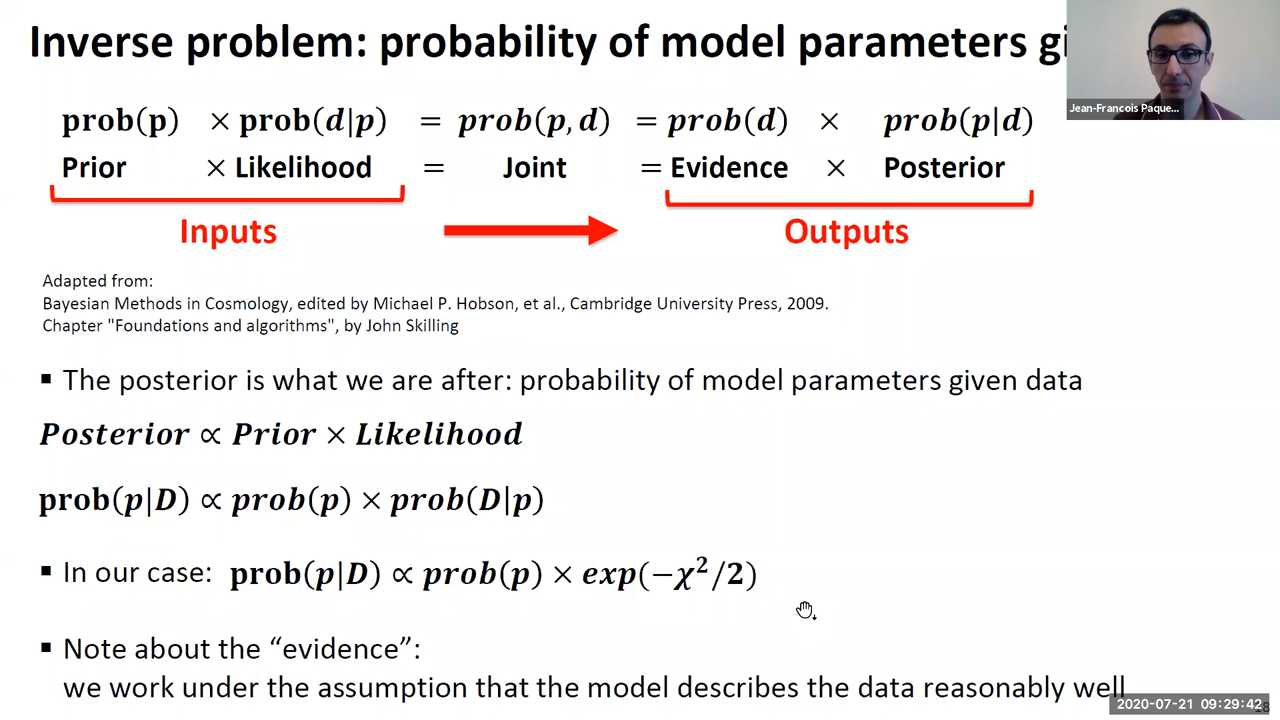 Inverse problem: probability of model parameters gi
Jean-Francois Paque...
prob(p) × prob(d|p) = prob(p, d) = prob(d) × prob(p|d)
Prior × Likelihood = Joint = Evidence × Posterior
Inputs Outputs
Adapted from:
Bayesian Methods in Cosmology, edited by Michael P. Hobson, et al., Cambridge University Press, 2009.
Chapter "Foundations and algorithms", by John Skilling
▪ The posterior is what we are after: probability of model parameters given data
Posterior ∝ Prior × Likelihood
prob(p|D) ∝ prob(p) × prob(D|p)
▪ In our case: prob(p|D) ∝ prob(p) × exp(−χ²/2)
▪ Note about the “evidence”:
we work under the assumption that the model describes the data reasonably well
2020-07-21 09:29:42
18